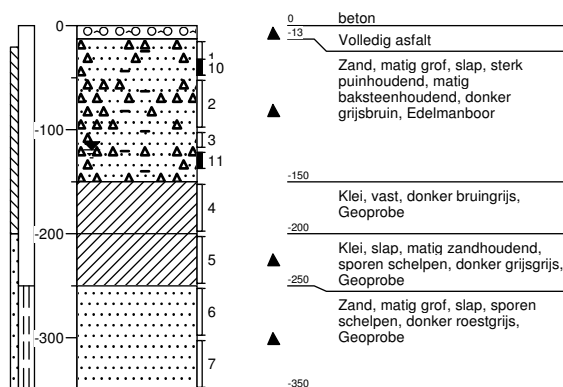 0
-100
-200
-300
1
10
2
3
11
4
5
6
7
0
beton
-13
Volledig asfalt
Zand, matig grof, slap, sterk
puinhoudend, matig
baksteenhoudend, donker
grijsbruin, Edelmanboor
-150
Klei, vast, donker bruingrijs,
Geoprobe
-200
Klei, slap, matig zandhoudend,
sporen schelpen, donker grijsgrijs,
Geoprobe
-250
Zand, matig grof, slap, sporen
schelpen, donker roestgrijs,
Geoprobe
-350